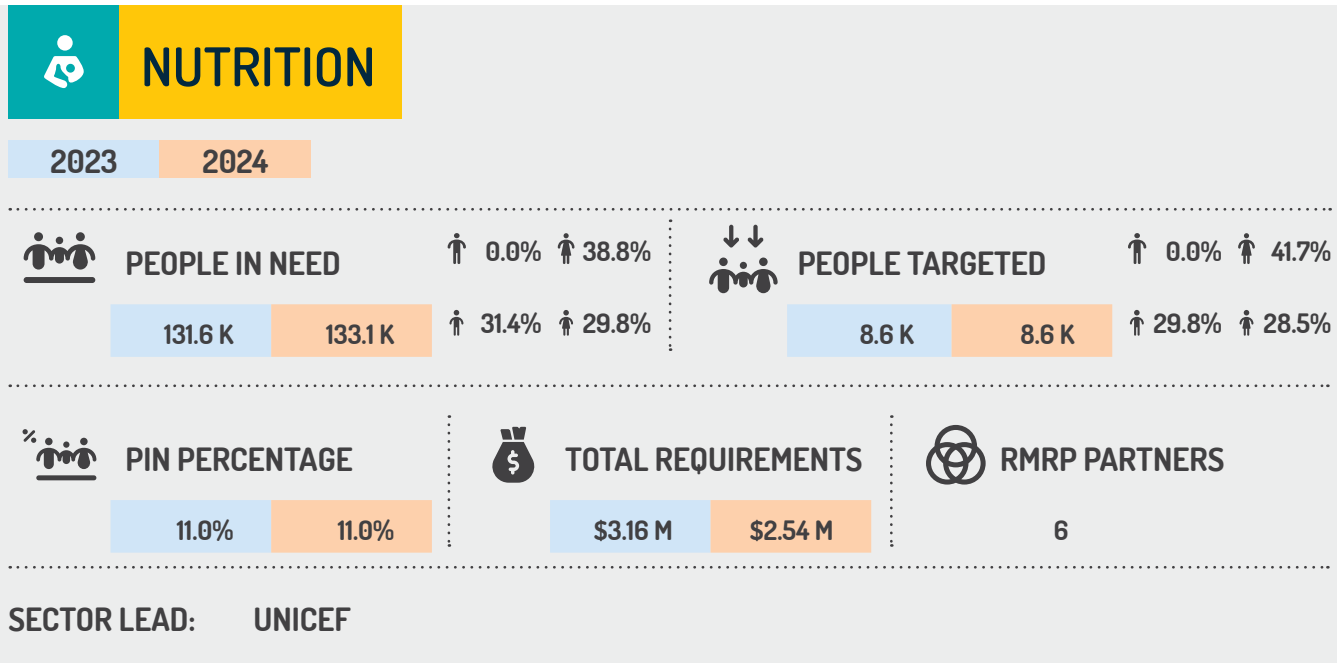 NUTRITION
2023 2024
PEOPLE IN NEED
0.0% 38.8%
131.6 K 133.1 K
31.4% 29.8%
PEOPLE TARGETED
0.0% 41.7%
8.6 K 8.6 K
29.8% 28.5%
%
PIN PERCENTAGE
11.0% 11.0%
$
TOTAL REQUIREMENTS
$3.16 M $2.54 M
RMRP PARTNERS
6
SECTOR LEAD: UNICEF